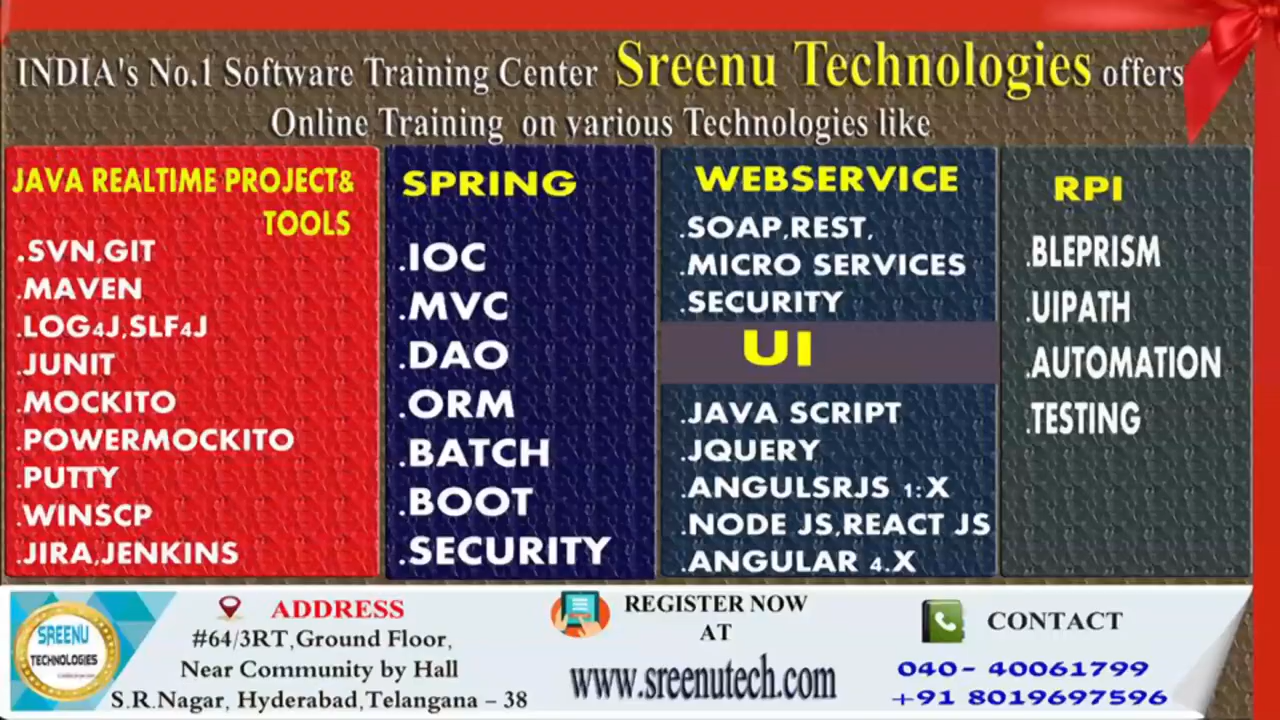 INDIA's No.1 Software Training Center Sreenu Technologies offers
Online Training on various Technologies like
JAVA REALTIME PROJECT&
TOOLS
.SVN,GIT
.MAVEN
.LOG4J,SLF4J
.JUNIT
.MOCKITO
.POWERMOCKITO
.PUTTY
.WINSCP
.JIRA,JENKINS
SPRING
.IOC
.MVC
.DAO
.ORM
.BATCH
.BOOT
.SECURITY
WEBSERVICE
.SOAP,REST,
.MICRO SERVICES
.SECURITY
UI
.JAVA SCRIPT
.JQUERY
.ANGULSRJS 1:X
.NODE JS,REACT JS
.ANGULAR 4.X
RPI
.BLEPRISM
.UIPATH
.AUTOMATION
.TESTING
SREENU
TECHNOLOGIES
ADDRESS
#64/3RT,Ground Floor,
Near Community by Hall
S.R.Nagar, Hyderabad,Telangana – 38
REGISTER NOW
AT
www.sreenutech.com
CONTACT
040- 40061799
+91 8019697596